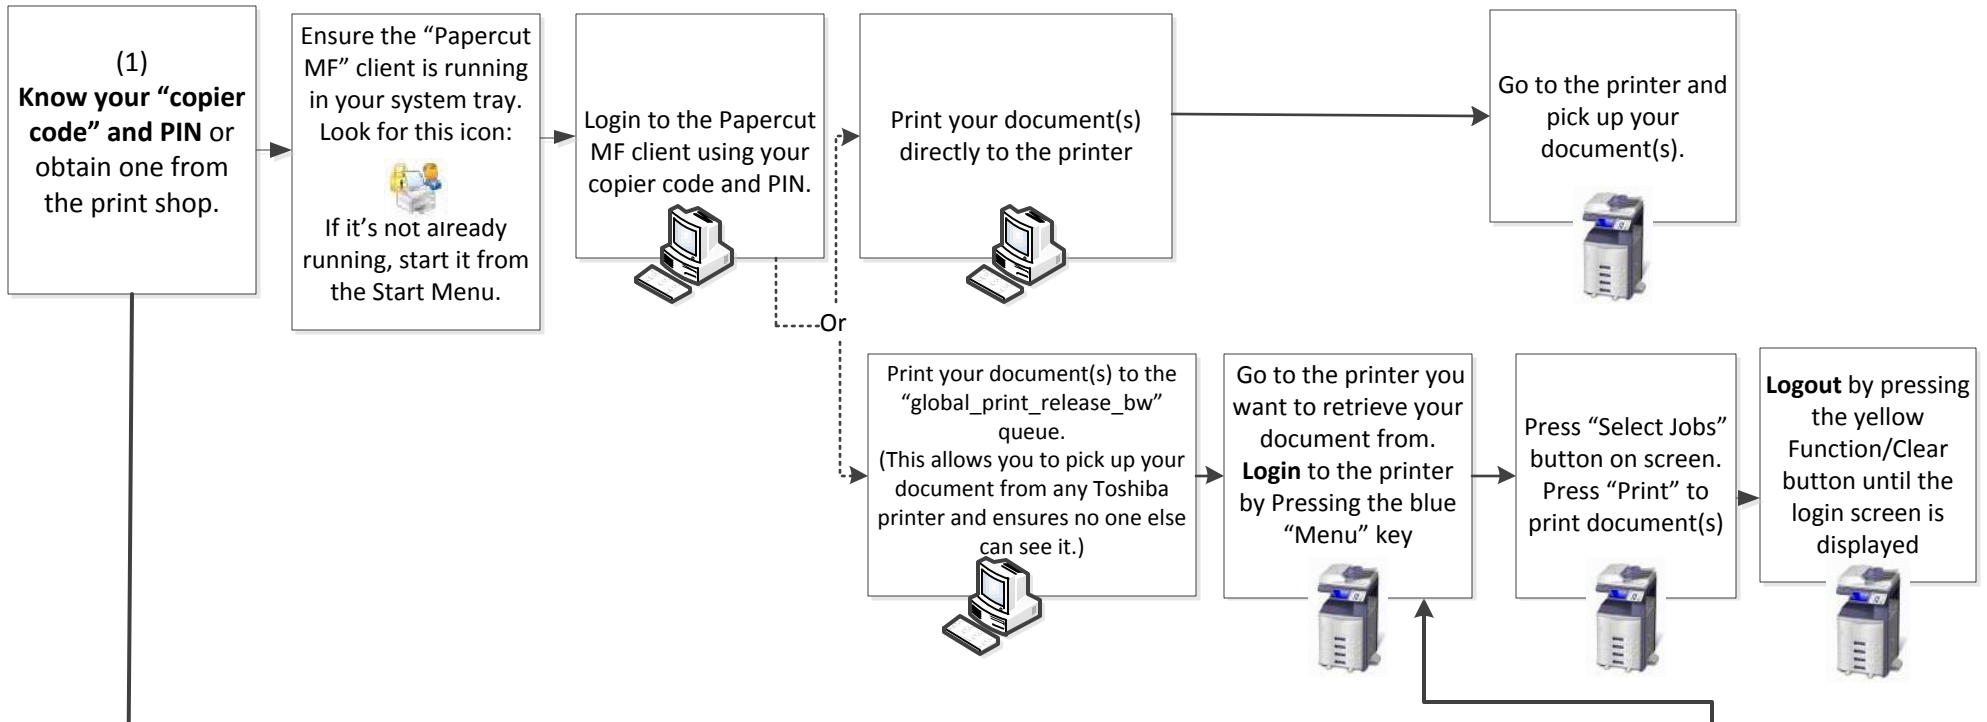 (1)
Know your “copier
code” and PIN or
obtain one from
the print shop.
Ensure the “Papercut
MF” client is running
in your system tray.
Look for this icon:
If it’s not already
running, start it from
the Start Menu.
Login to the Papercut
MF client using your
copier code and PIN.
Print your document(s)
directly to the printer
Go to the printer and
pick up your
document(s).
Or
Print your document(s) to the
“global_print_release_bw”
queue.
(This allows you to pick up your
document from any Toshiba
printer and ensures no one else
can see it.)
Go to the printer you
want to retrieve your
document from.
Login to the printer
by Pressing the blue
“Menu” key
Press “Select Jobs”
button on screen.
Press “Print” to
print document(s)
Logout by pressing
the yellow
Function/Clear
button until the
login screen is
displayed